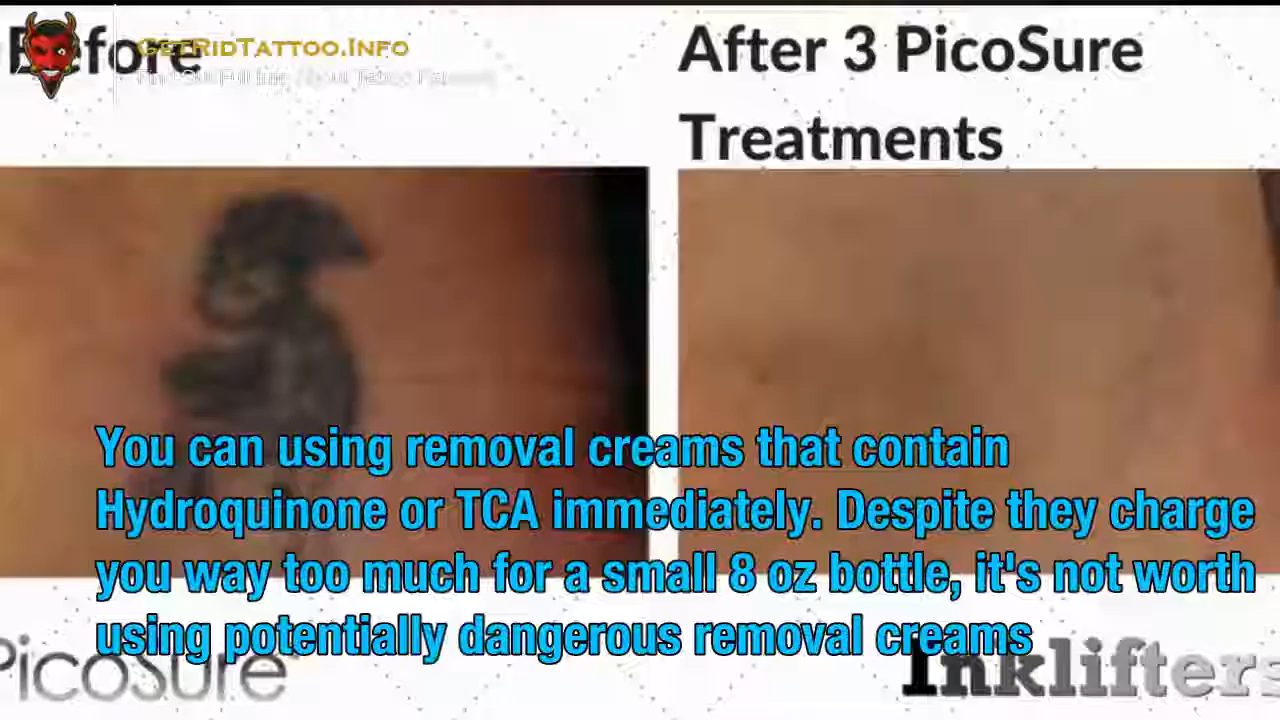 Before
GetRidTattoo.Info
After 3 PicoSure
Treatments
You can using removal creams that contain
Hydroquinone or TCA immediately. Despite they charge
you way too much for a small 8 oz bottle, it's not worth
using potentially dangerous removal creams
PicoSure
Inklifters